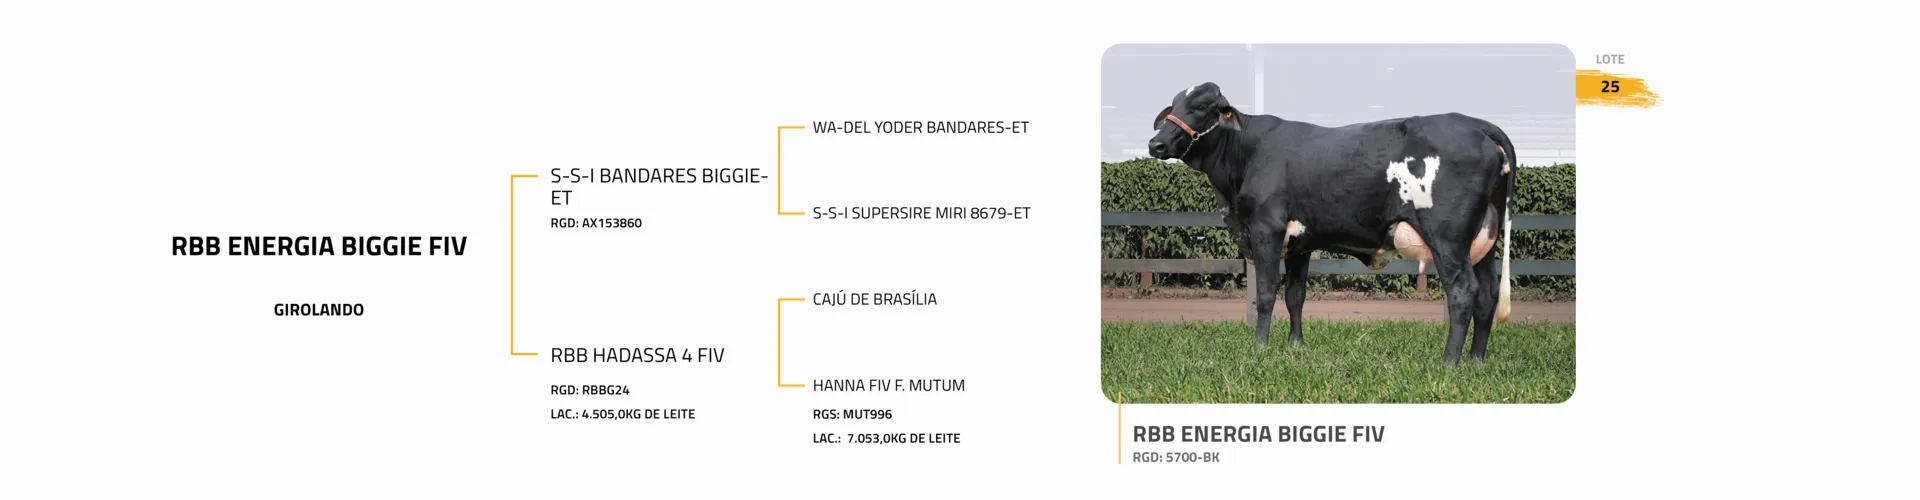 RBB ENERGIA BIGGIE FIV
GIROLANDO
S-S-I BANDARES BIGGIE-
ET
RGD: AX153860
RBB HADASSA 4 FIV
RGD: RBBG24
LAC.: 4.505,0KG DE LEITE
WA-DEL YODER BANDARES-ET
S-S-I SUPERSIRE MIRI 8679-ET
CAJÚ DE BRASÍLIA
HANNA FIV F. MUTUM
RGS: MUT996
LAC.: 7.053,0KG DE LEITE
LOTE
25
RBB ENERGIA BIGGIE FIV
RGD: 5700-BK